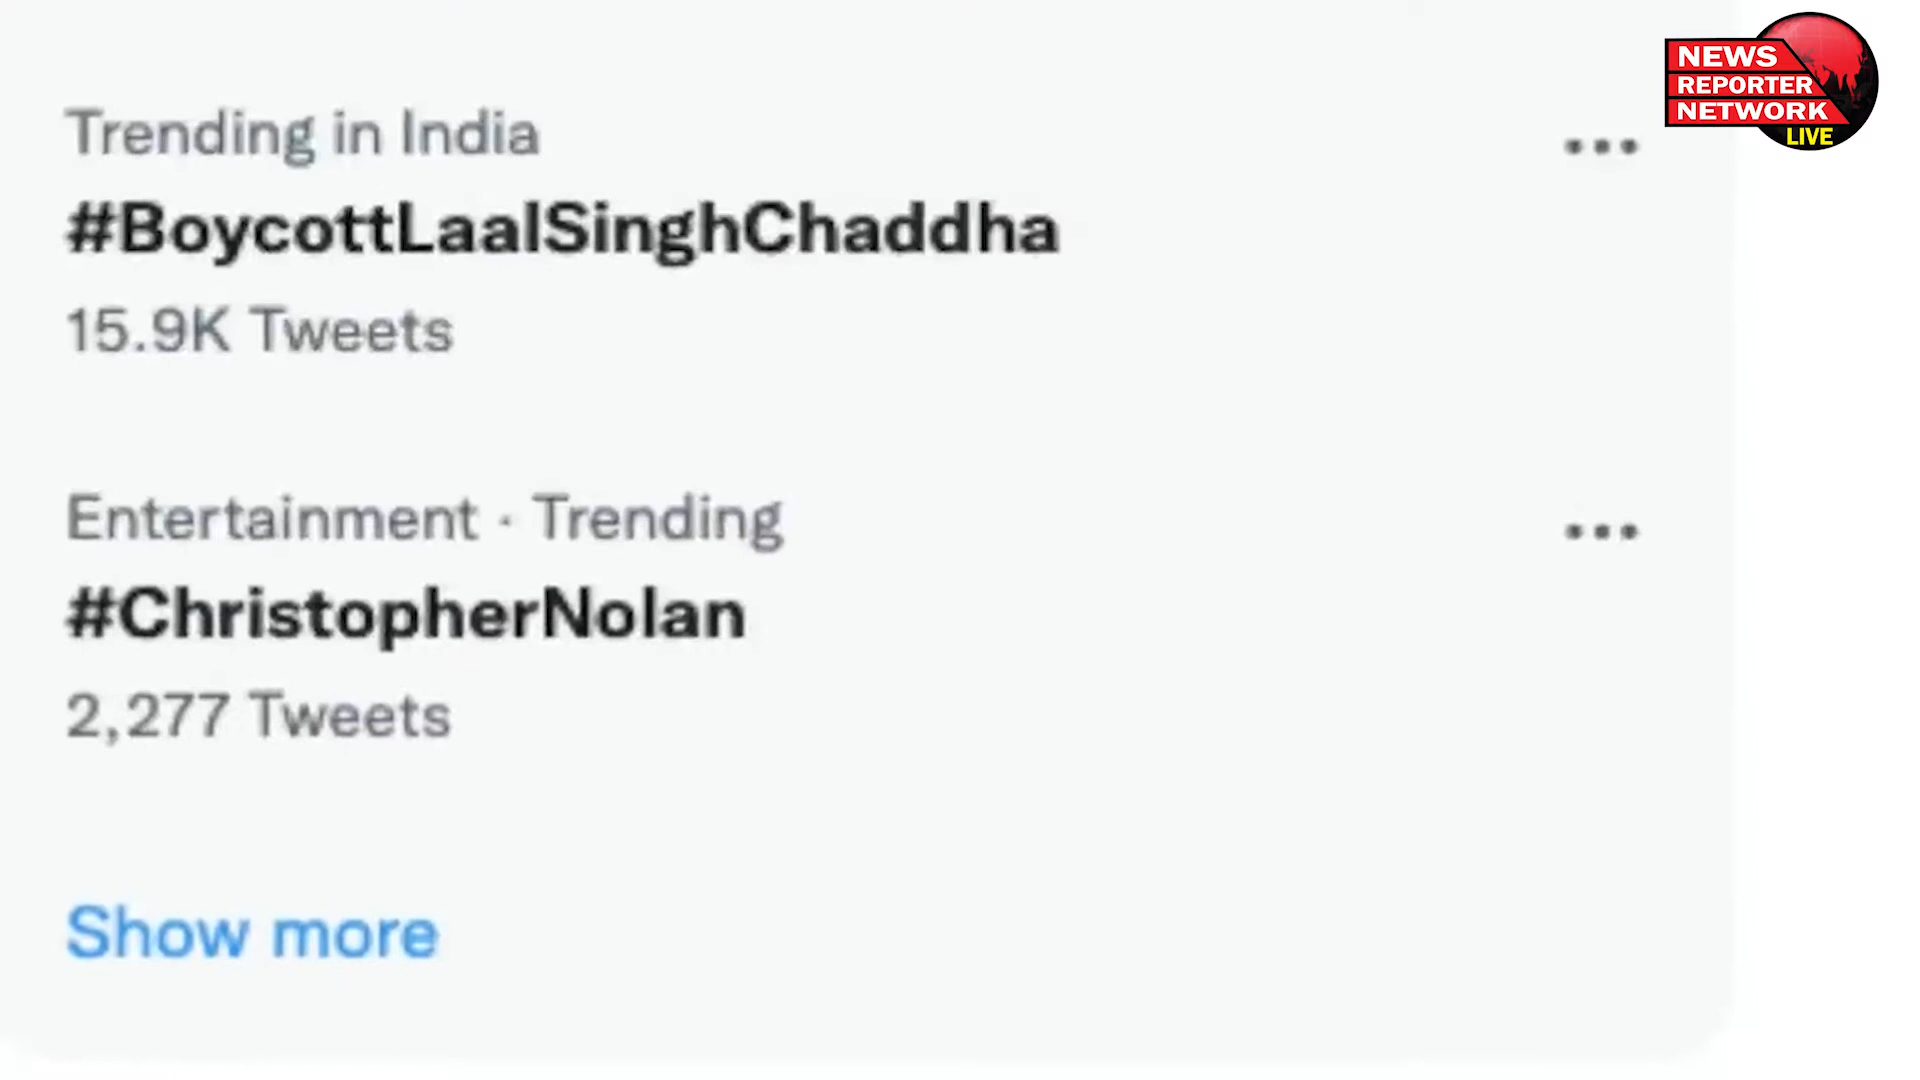 NEWS
REPORTER
NETWORK
LIVE
Trending in India
#BoycottLaalSinghChaddha
15.9K Tweets
Entertainment · Trending
#ChristopherNolan
2,277 Tweets
Show more